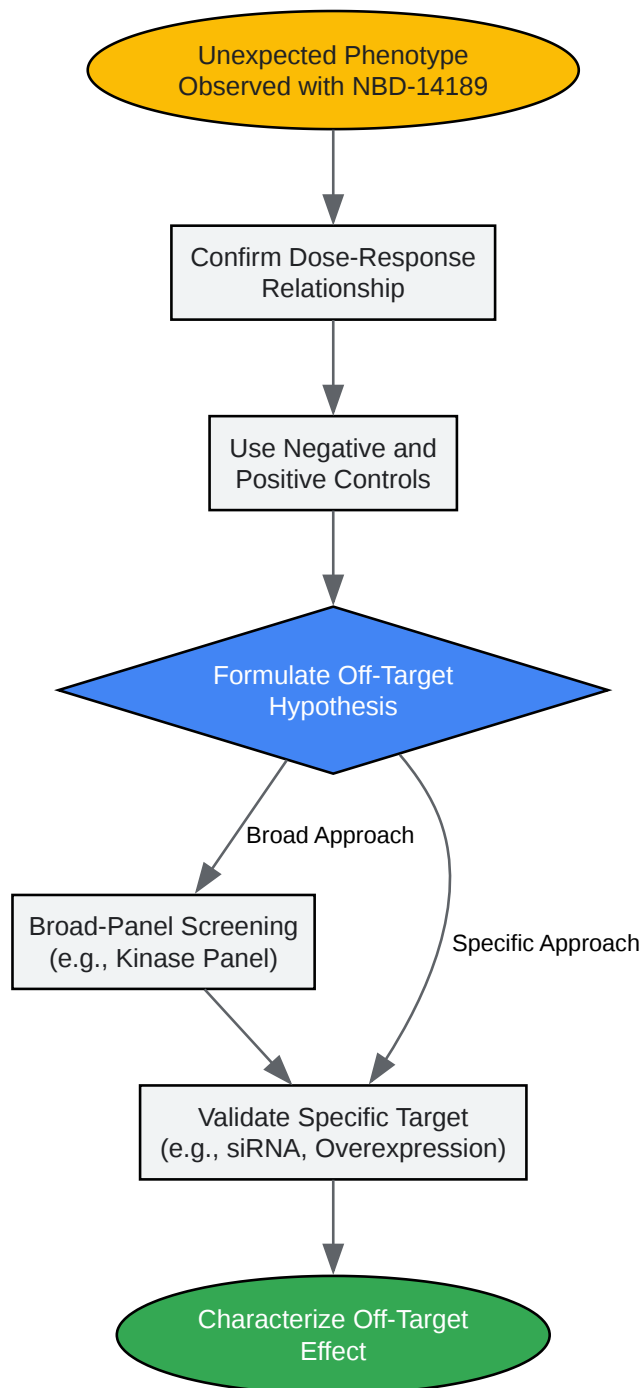 Unexpected Phenotype
Observed with NBD-14189
Confirm Dose-Response
Relationship
Use Negative and
Positive Controls
Formulate Off-Target
Hypothesis
Broad Approach
Broad-Panel Screening
(e.g., Kinase Panel)
Specific Approach
Validate Specific Target
(e.g., siRNA, Overexpression)
Characterize Off-Target
Effect